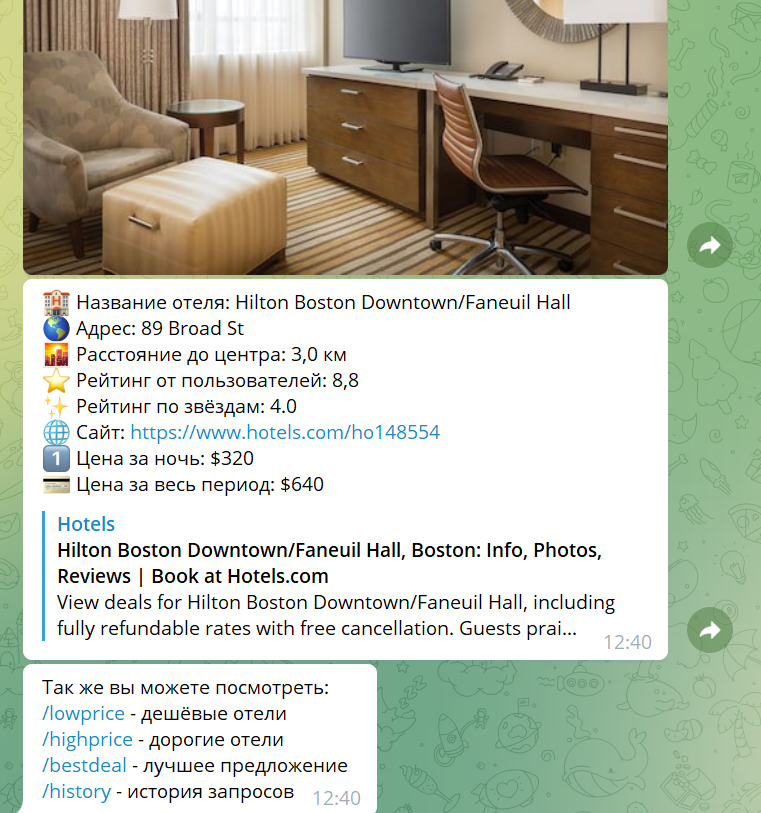 Название отеля: Hilton Boston Downtown/Faneuil Hall
Адрес: 89 Broad St
Расстояние до центра: 3,0 км
Рейтинг от пользователей: 8,8
Рейтинг по звёздам: 4.0
Сайт: https://www.hotels.com/ho148554
1 Цена за ночь: $320
Цена за весь период: $640
Hotels
Hilton Boston Downtown/Faneuil Hall, Boston: Info, Photos,
Reviews | Book at Hotels.com
View deals for Hilton Boston Downtown/Faneuil Hall, including
fully refundable rates with free cancellation. Guests prai...
12:40
Так же вы можете посмотреть:
/lowprice - дешёвые отели
/highprice - дорогие отели
/bestdeal - лучшее предложение
/history - история запросов
12:40